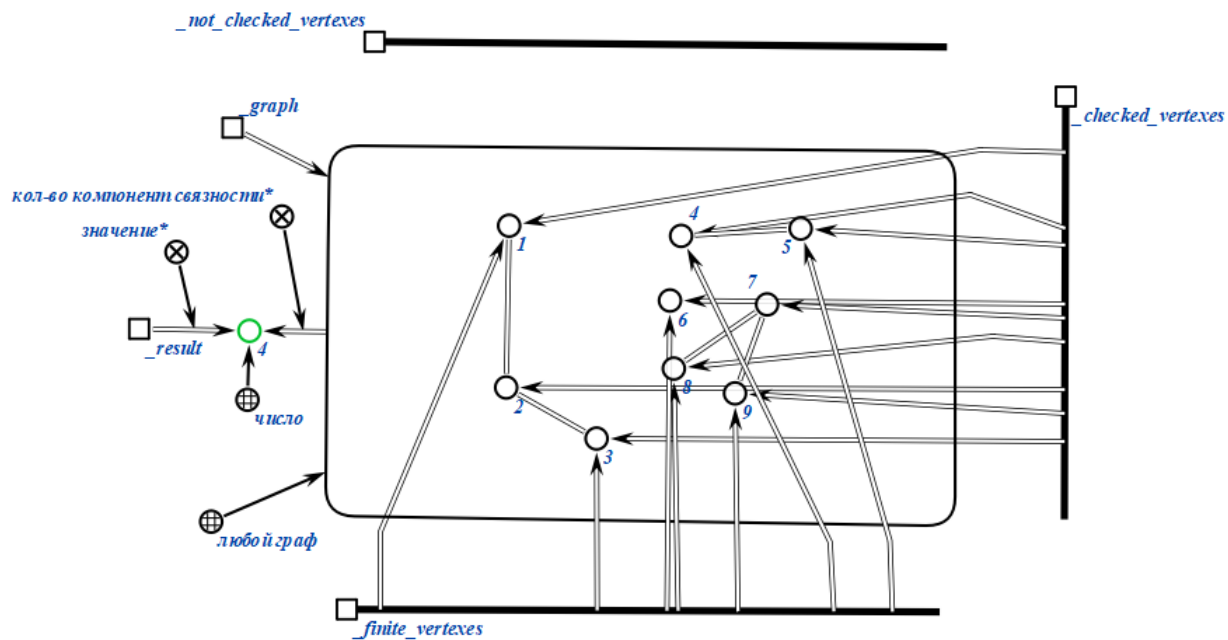 _not_checked_vertexes
_graph
_checked_vertexes
кол-во компонент связности*
значение*
1
4
5
7
6
_result
4
8
9
2
число
3
любой граф
_finite_vertexes